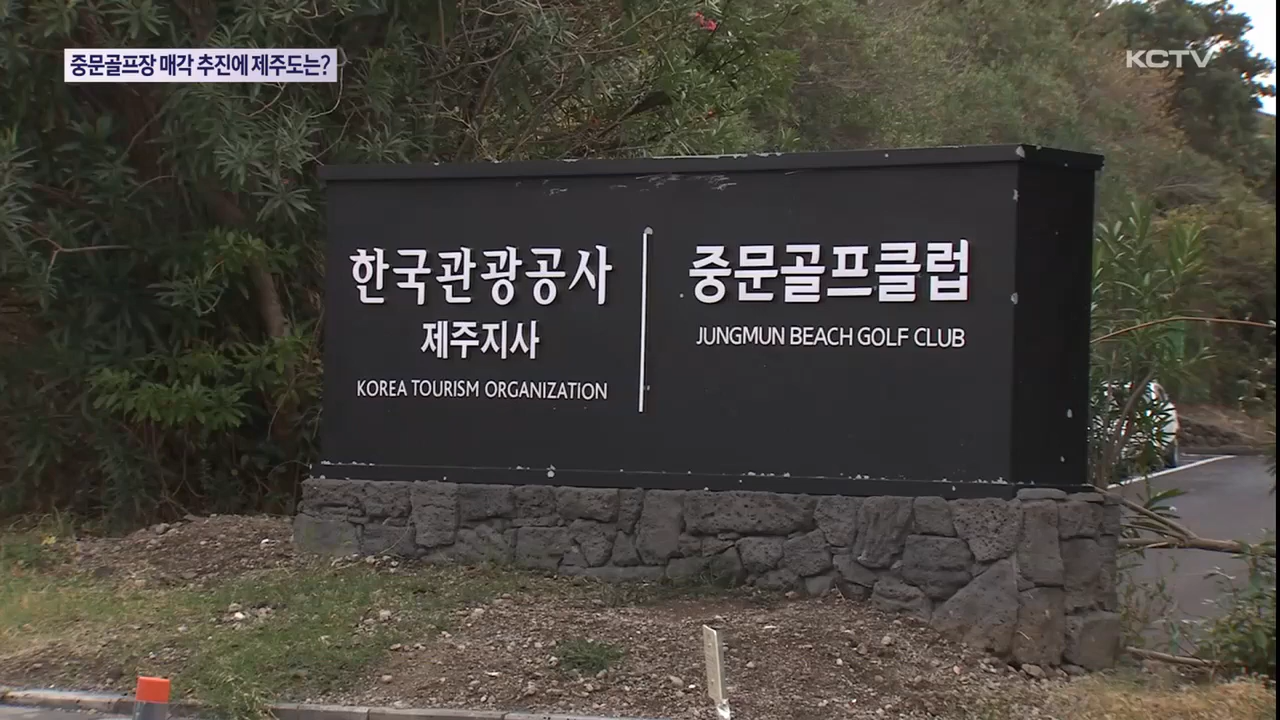 중문골프장 매각 추진에 제주도는?
KCTV
한국관광공사
제주지사
KOREA TOURISM ORGANIZATION
중문골프클럽
JUNGMUN BEACH GOLF CLUB